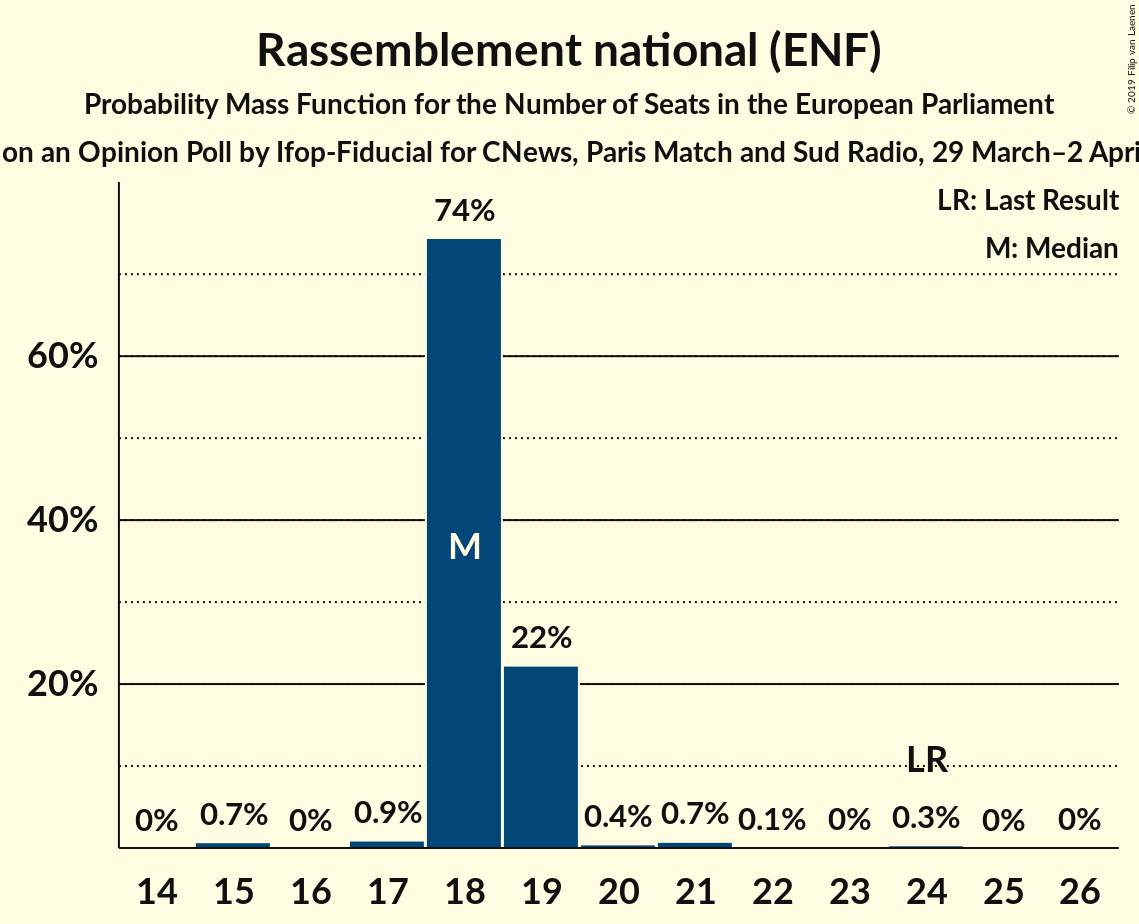 Rassemblement national (ENF)
Probability Mass Function for the Number of Seats in the European Parliament
on an Opinion Poll by Ifop-Fiducial for CNews, Paris Match and Sud Radio, 29 March–2 Apri
© 2019 Filip van Laenen
LR: Last Result
M: Median
74%
60%
40%
M
22%
20%
LR
0% 0.7% 0% 0.9% 0.4% 0.7% 0.1% 0% 0.3% 0% 0%
14 15 16 17 18 19 20 21 22 23 24 25 26